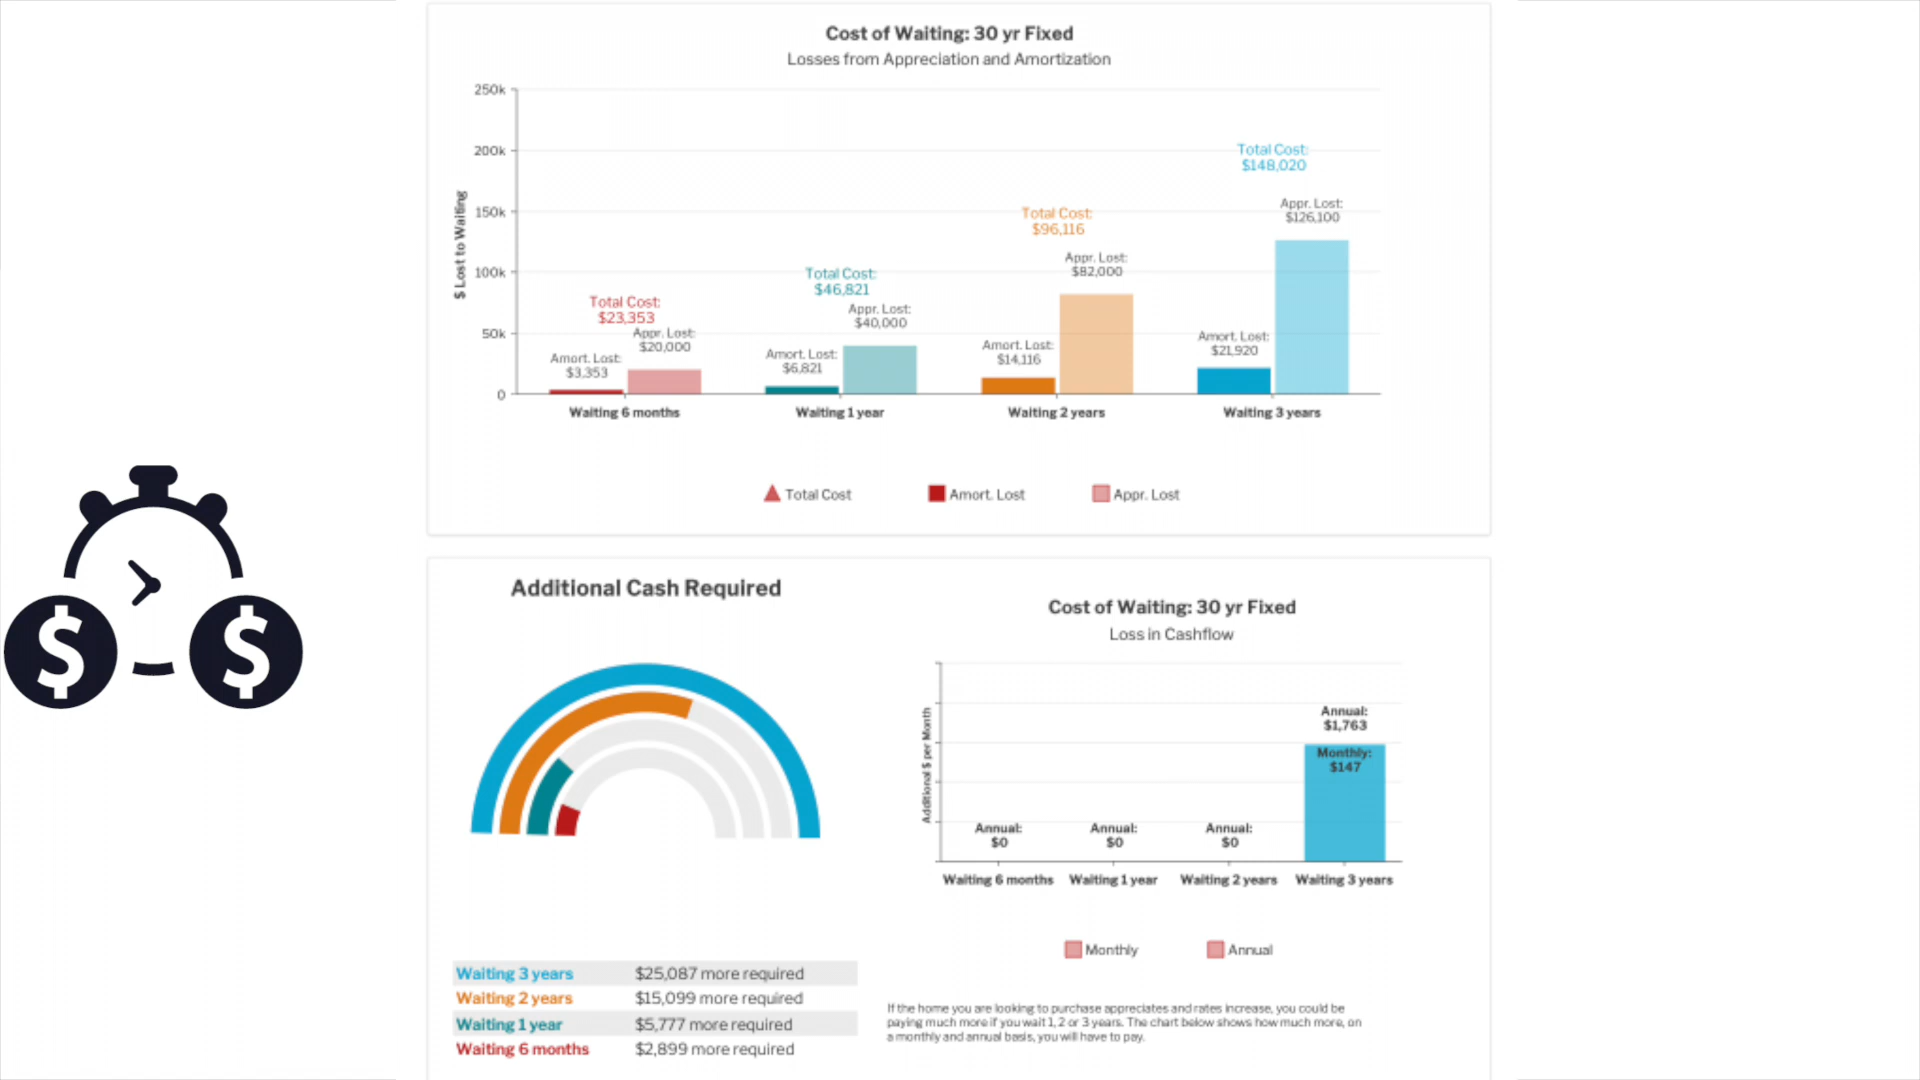 Cost of Waiting: 30 yr Fixed
Losses from Appreciation and Amortization
250k
200k
150k
100k
50k
0
$ Lost to Waiting
Total Cost:
$23,353
Appr. Lost:
$20,000
Amort. Lost:
$3,353
Total Cost:
$46,821
Appr. Lost:
$40,000
Amort. Lost:
$6,821
Total Cost:
$96,116
Appr. Lost:
$82,000
Amort. Lost:
$14,116
Total Cost:
$148,020
Appr. Lost:
$126,100
Amort. Lost:
$21,920
Waiting 6 months
Waiting 1 year
Waiting 2 years
Waiting 3 years
Total Cost
Amort. Lost
Appr. Lost
$
$
Additional Cash Required
Waiting 3 years $25,087 more required
Waiting 2 years $15,099 more required
Waiting 1 year $5,777 more required
Waiting 6 months $2,899 more required
Cost of Waiting: 30 yr Fixed
Loss in Cashflow
Additional $ per Month
Annual:
$0
Annual:
$0
Annual:
$0
Annual:
$1,763
Monthly:
$147
Waiting 6 months
Waiting 1 year
Waiting 2 years
Waiting 3 years
Monthly
Annual
If the home you are looking to purchase appreciates and rates increase, you could be
paying much more if you wait 1, 2 or 3 years. The chart below shows how much more, on
a monthly and annual basis, you will have to pay.